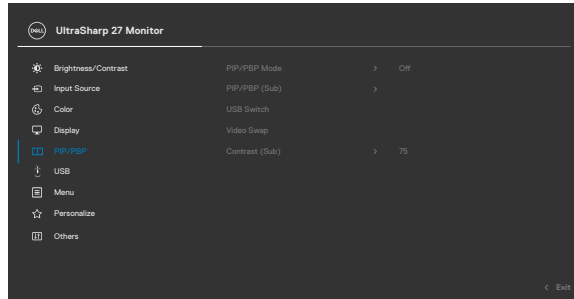 DELL UltraSharp 27 Monitor
Brightness/Contrast PIP/PBP Mode > Off
Input Source PIP/PBP (Sub) >
Color USB Switch
Display Video Swap
PIP/PBP Contrast (Sub) > 75
USB
Menu
Personalize
Others
< Exit